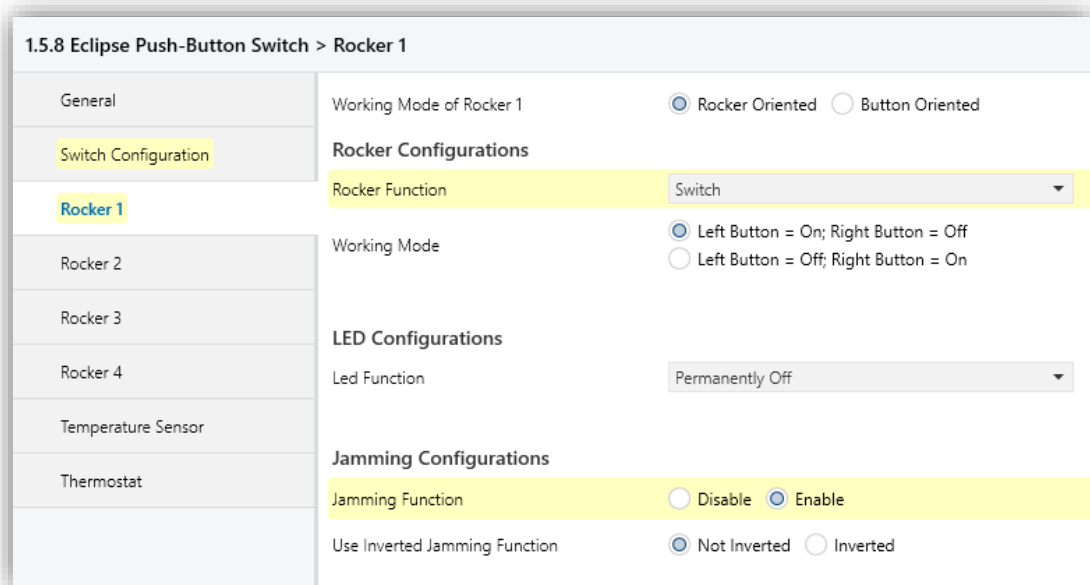 1.5.8 Eclipse Push-Button Switch > Rocker 1
General
Switch Configuration
Rocker 1
Rocker 2
Rocker 3
Rocker 4
Temperature Sensor
Thermostat
Working Mode of Rocker 1 Rocker Oriented Button Oriented
Rocker Configurations
Rocker Function Switch
Working Mode Left Button = On; Right Button = Off
Left Button = Off; Right Button = On
LED Configurations
Led Function Permanently Off
Jamming Configurations
Jamming Function Disable Enable
Use Inverted Jamming Function Not Inverted Inverted